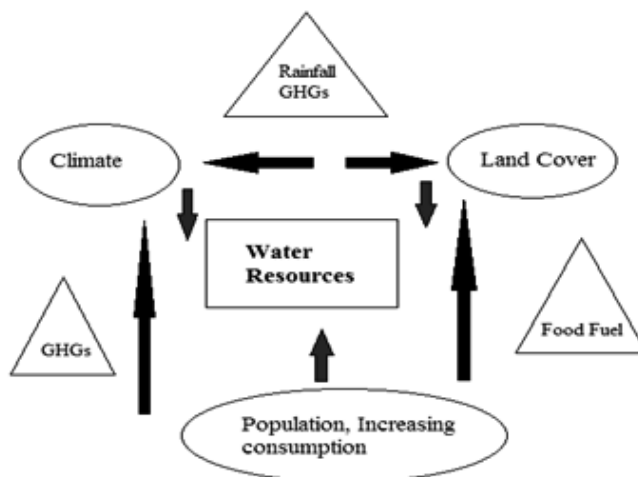 Rainfall
GHGs
Climate
Land Cover
Water
Resources
GHGs
Food Fuel
Population, Increasing
consumption